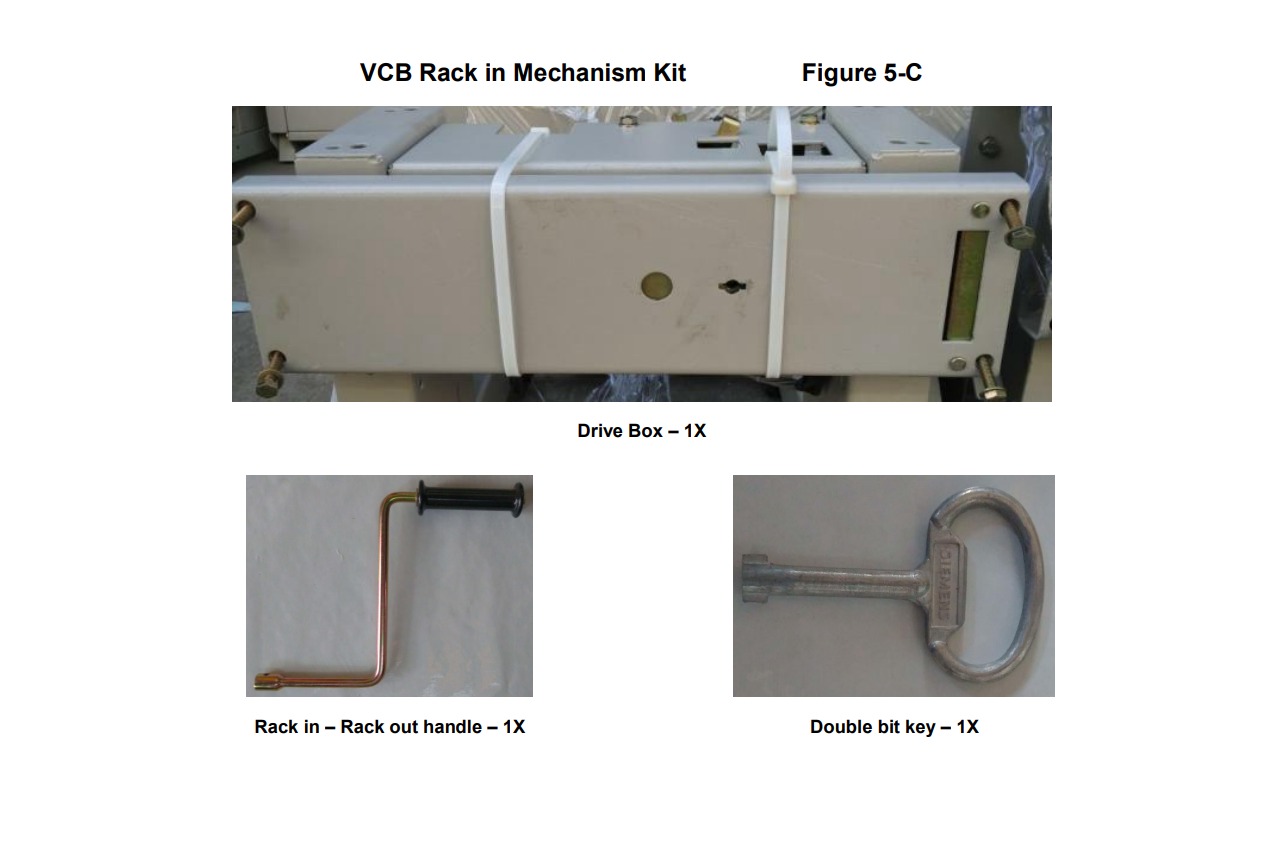 VCB Rack in Mechanism Kit Figure 5-C
Drive Box – 1X
SIEMENS
Rack in – Rack out handle – 1X
Double bit key – 1X